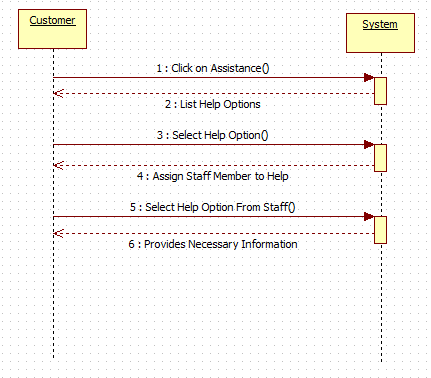 Customer
System
1 : Click on Assistance()
2 : List Help Options
3 : Select Help Option()
4 : Assign Staff Member to Help
5 : Select Help Option From Staff()
6 : Provides Necessary Information